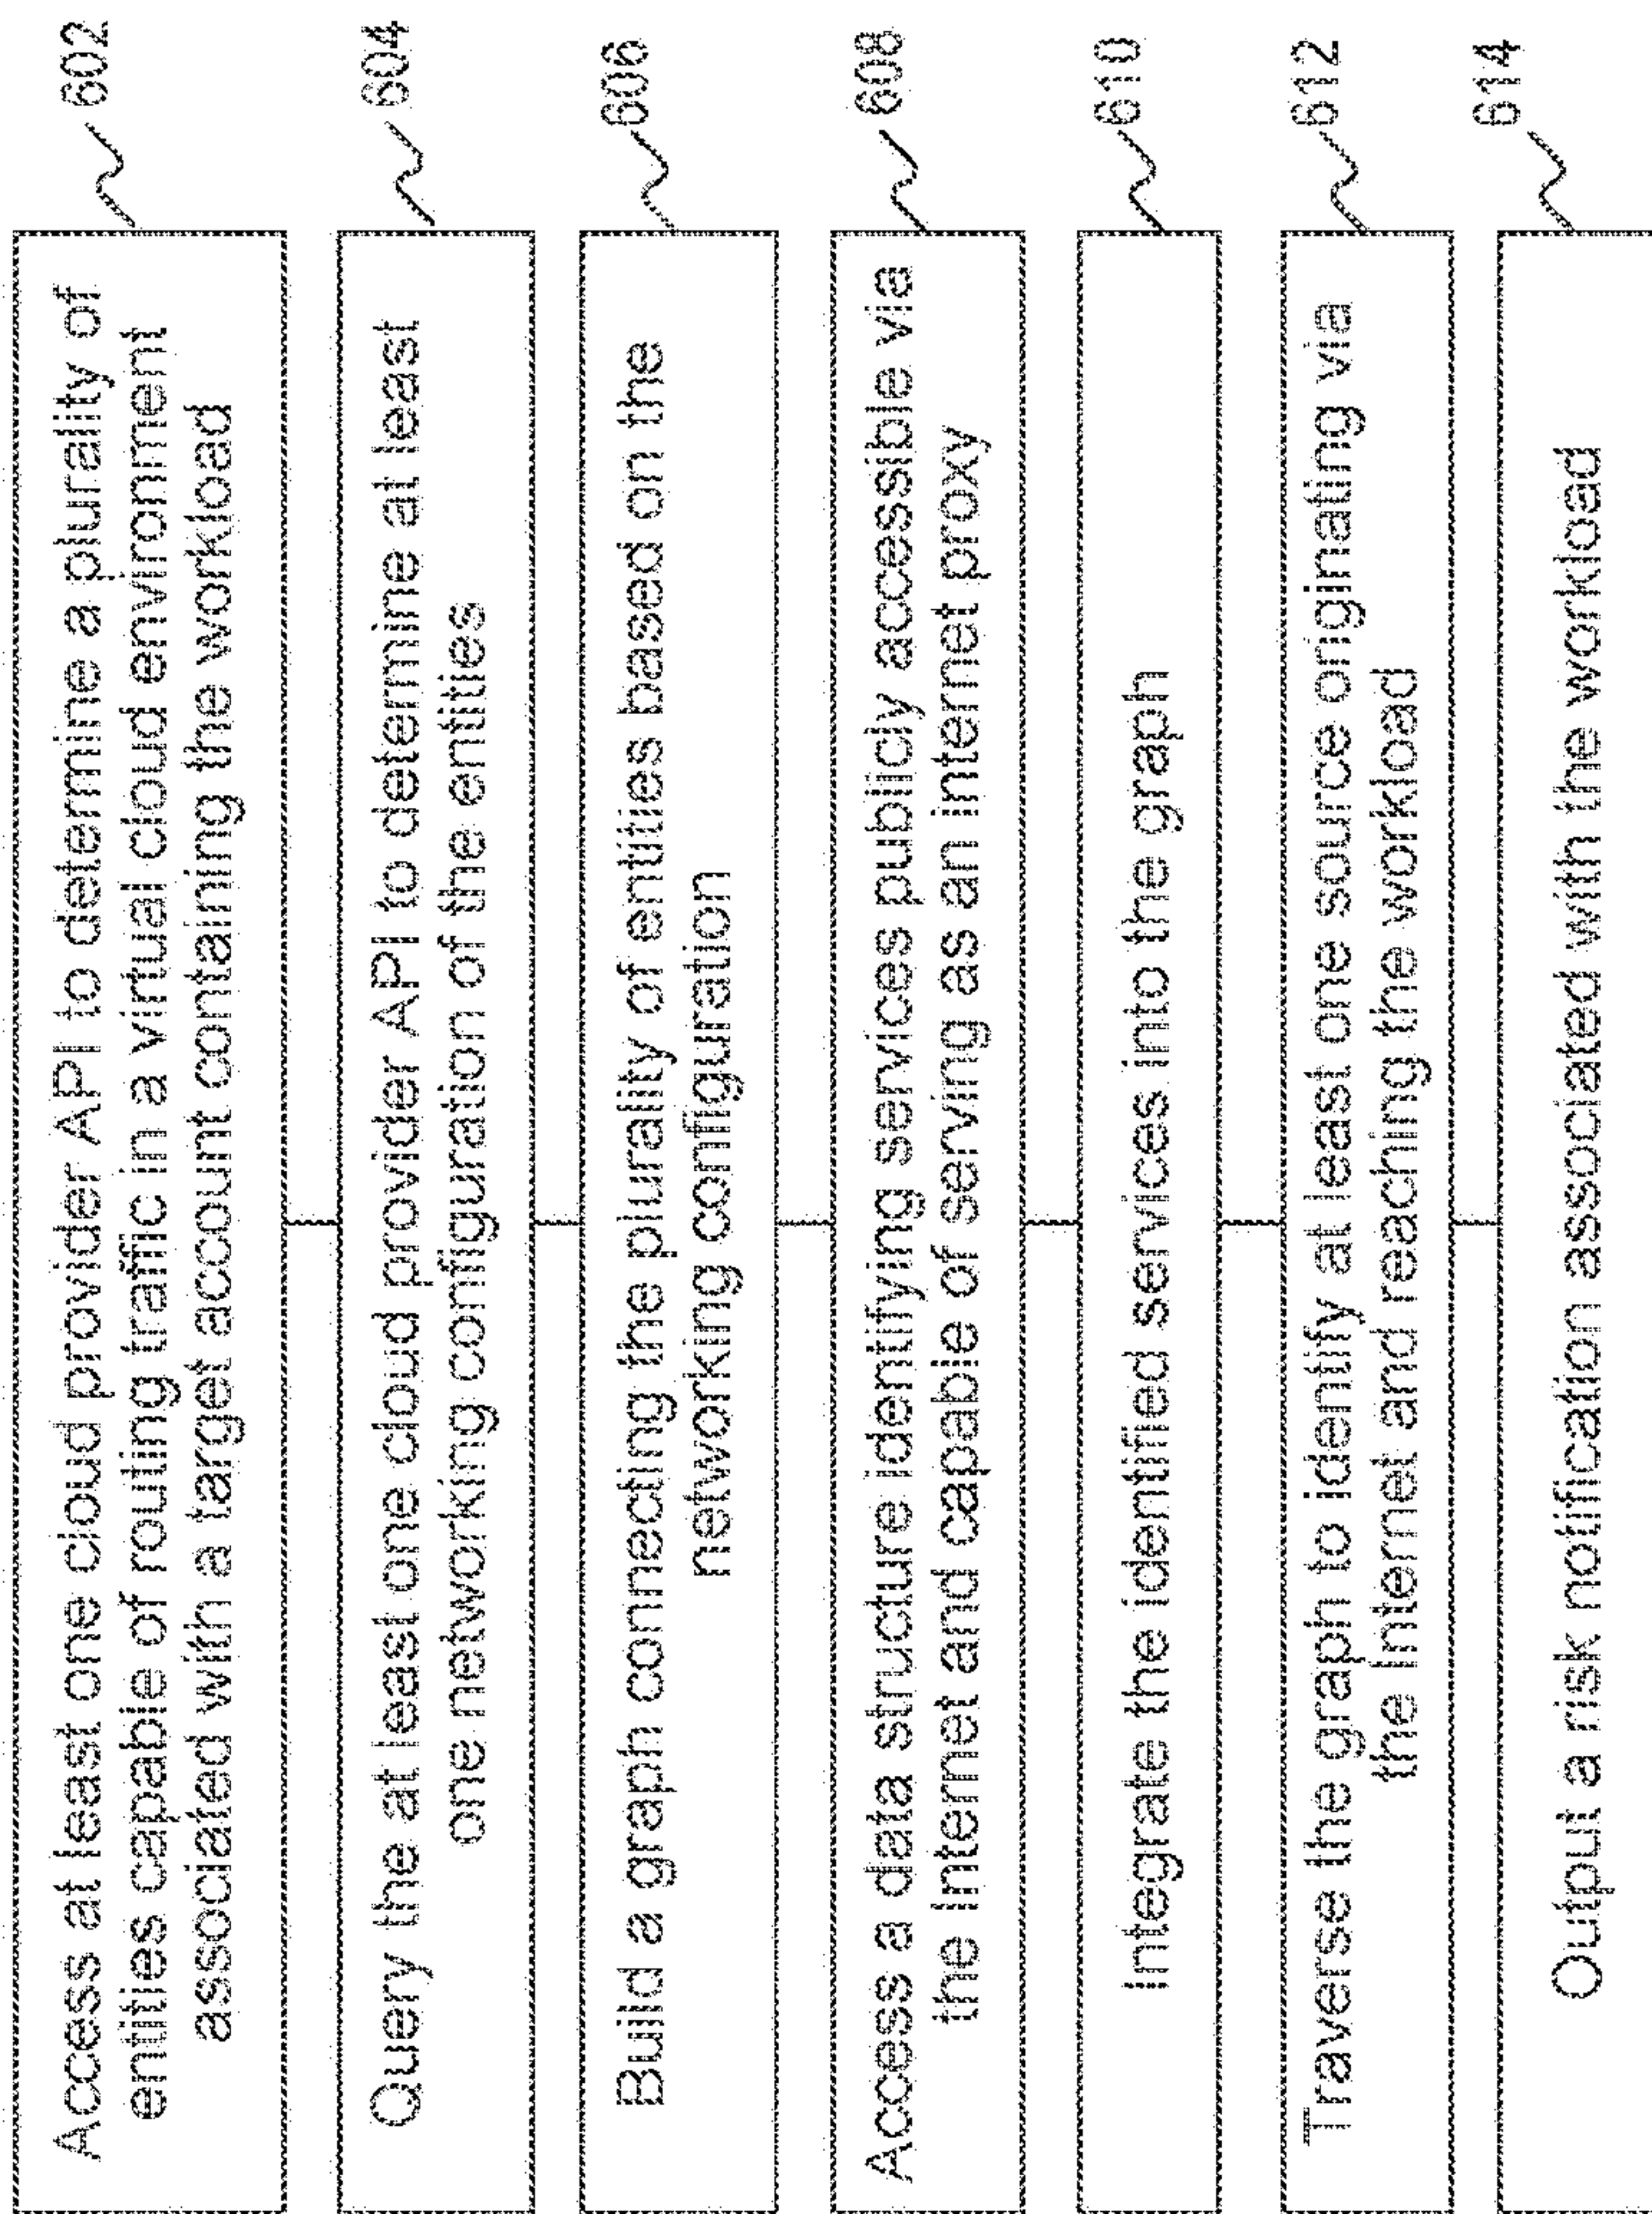 Access at least one cloud provider API to determine a plurality of
entities capable of routing traffic in a virtual cloud environment
associated with a target account containing the workload
602
Query the at least one cloud provider API to determine at least
one networking configuration of the entities
604
Build a graph connecting the plurality of entities based on the
networking configuration
606
Access a data structure identifying services publicly accessible via
the Internet and capable of serving as an internet proxy
608
integrate the identified services into the graph
610
Traverse the graph to identify at least one source originating via
the Internet and reaching the workload
612
Output a risk notification associated with the workload
614